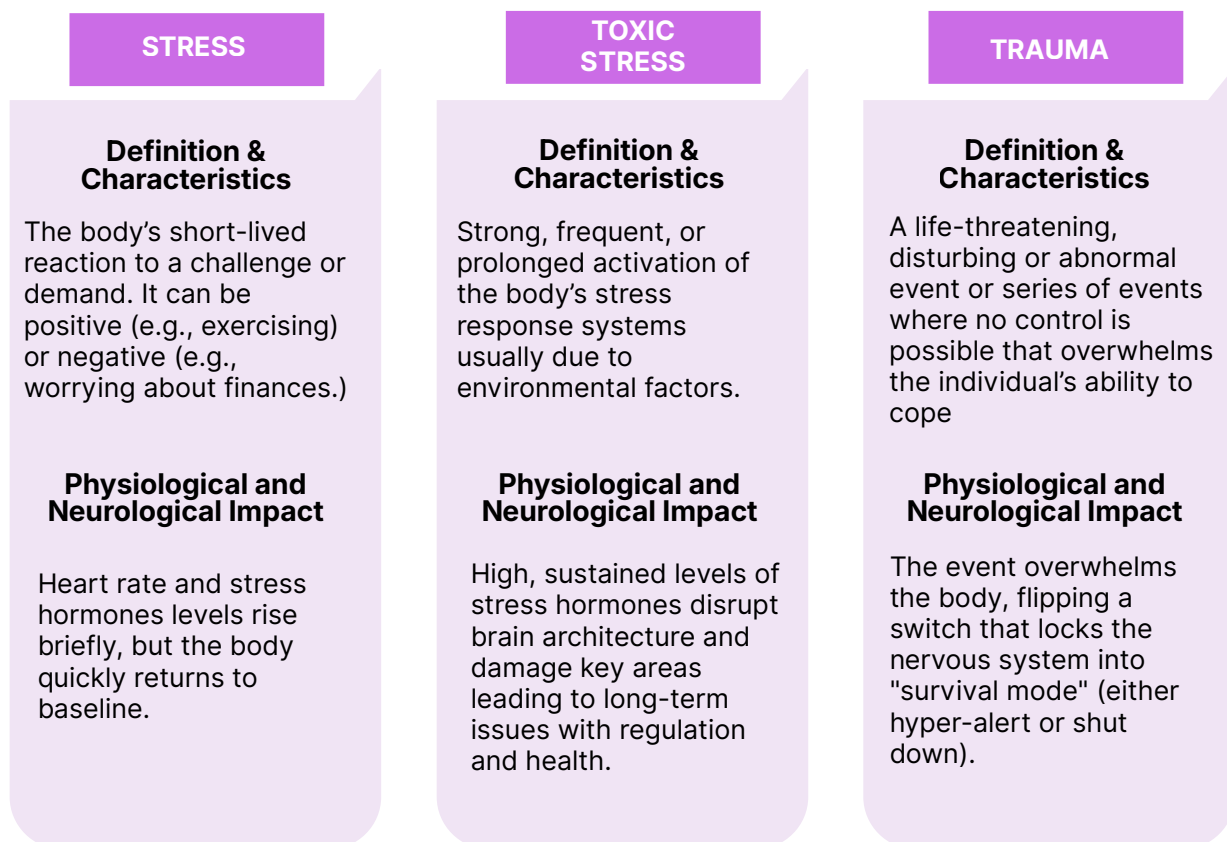 STRESS
Definition &
Characteristics
The body’s short-lived
reaction to a challenge or
demand. It can be
positive (e.g., exercising)
or negative (e.g.,
worrying about finances.)
Physiological and
Neurological Impact
Heart rate and stress
hormones levels rise
briefly, but the body
quickly returns to
baseline.
TOXIC
STRESS
Definition &
Characteristics
Strong, frequent, or
prolonged activation of
the body’s stress
response systems
usually due to
environmental factors.
Physiological and
Neurological Impact
High, sustained levels of
stress hormones disrupt
brain architecture and
damage key areas
leading to long-term
issues with regulation
and health.
TRAUMA
Definition &
Characteristics
A life-threatening,
disturbing or abnormal
event or series of events
where no control is
possible that overwhelms
the individual’s ability to
cope
Physiological and
Neurological Impact
The event overwhelms
the body, flipping a
switch that locks the
nervous system into
"survival mode" (either
hyper-alert or shut
down).